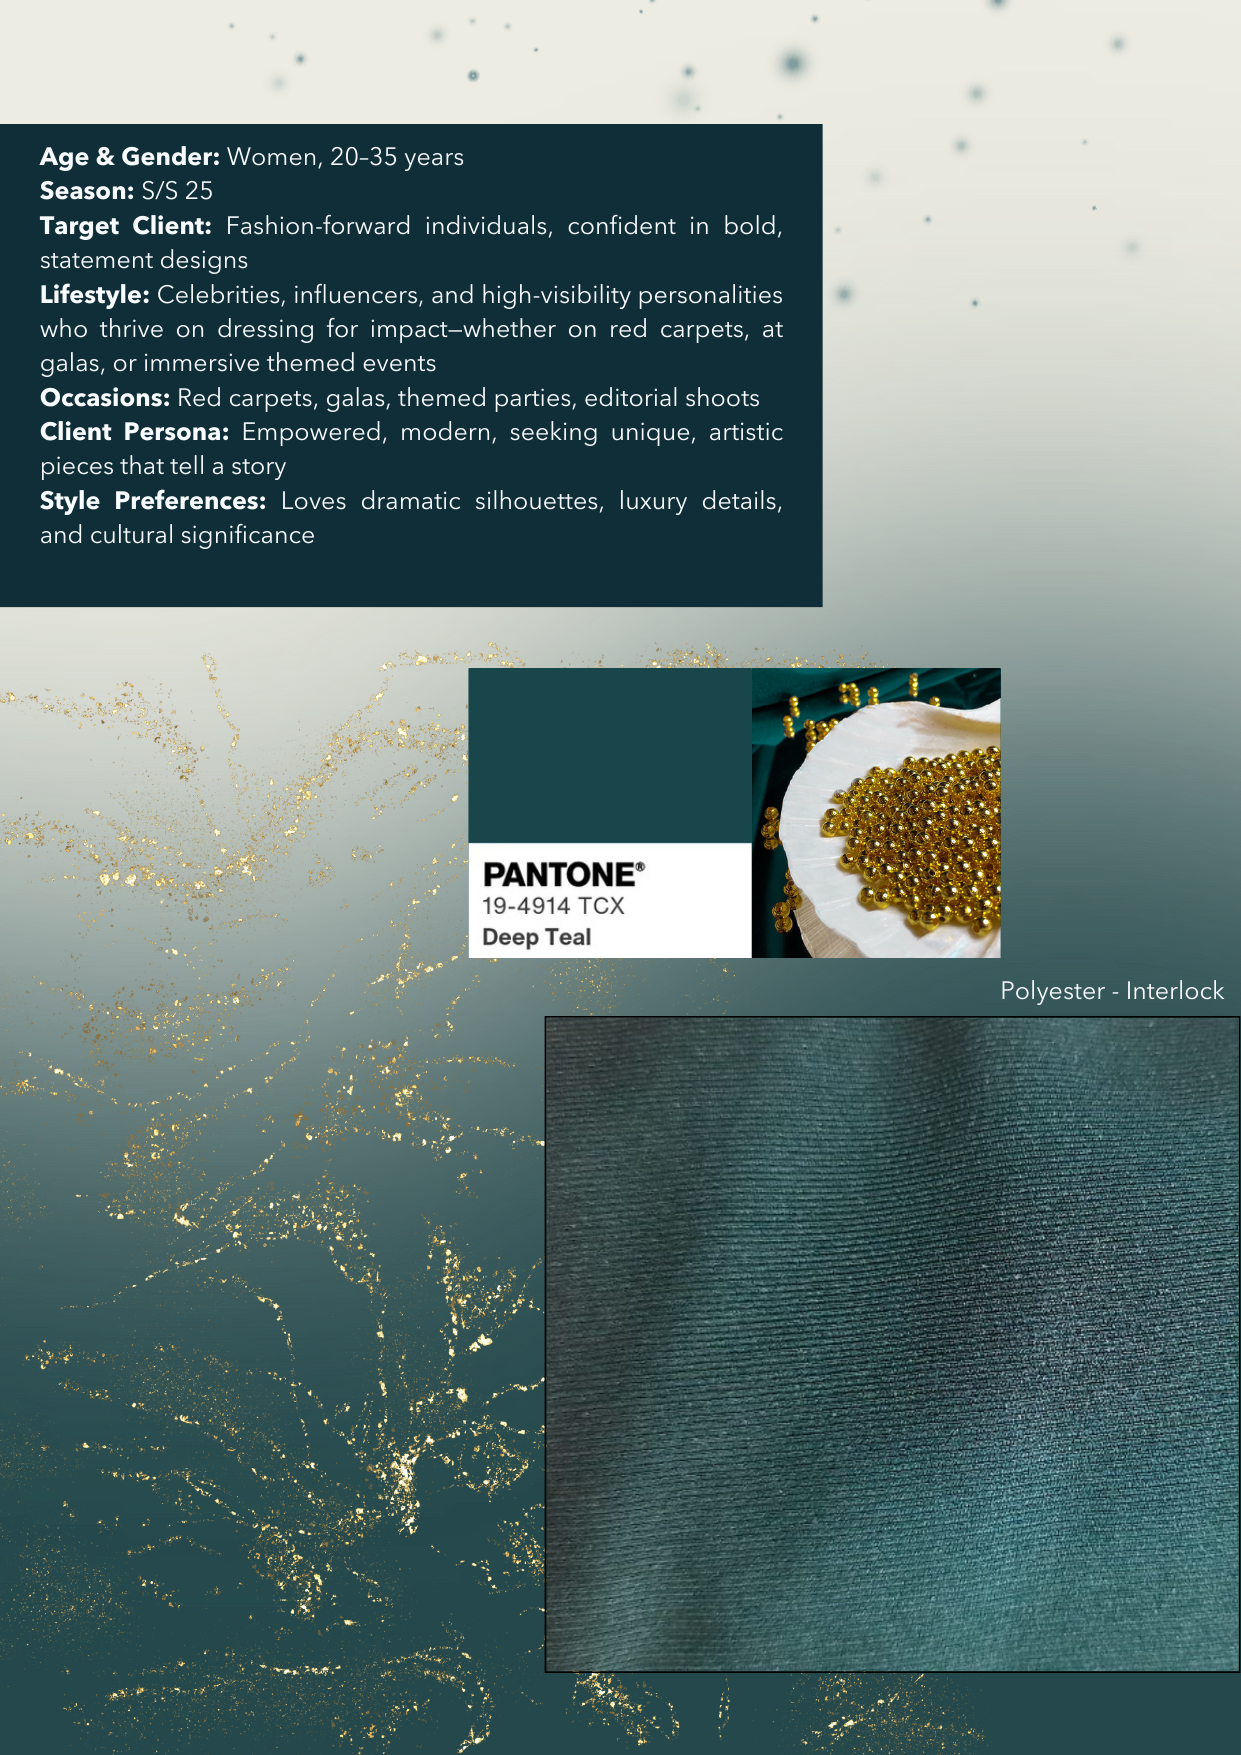 Age & Gender: Women, 20–35 years
Season: S/S 25
Target Client: Fashion-forward individuals, confident in bold,
statement designs
Lifestyle: Celebrities, influencers, and high-visibility personalities
who thrive on dressing for impact—whether on red carpets, at
galas, or immersive themed events
Occasions: Red carpets, galas, themed parties, editorial shoots
Client Persona: Empowered, modern, seeking unique, artistic
pieces that tell a story
Style Preferences: Loves dramatic silhouettes, luxury details,
and cultural significance
PANTONE®
19-4914 TCX
Deep Teal
Polyester - Interlock